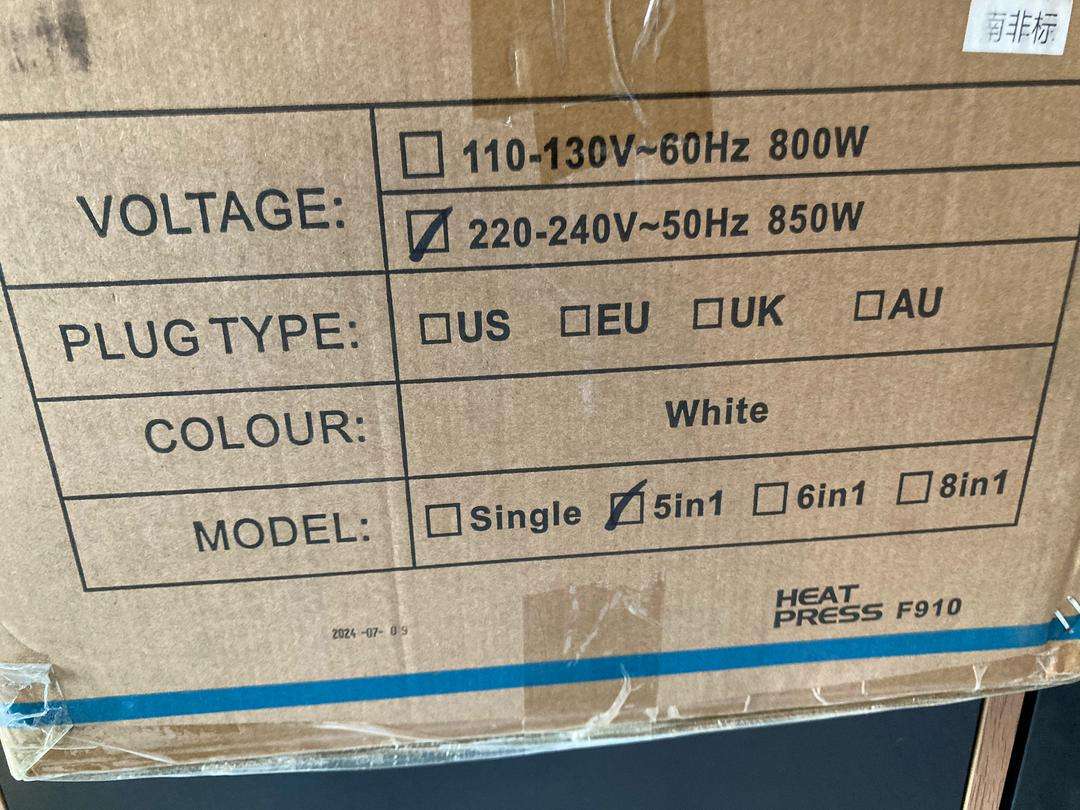 南非标
VOLTAGE:
☐ 110-130V~60Hz 800W
☑ 220-240V~50Hz 850W
PLUG TYPE: ☐US ☐EU ☐UK ☐AU
COLOUR: White
MODEL: ☐Single ☑5in1 ☐6in1 ☐8in1
HEAT
PRESS F910
2024-07-09